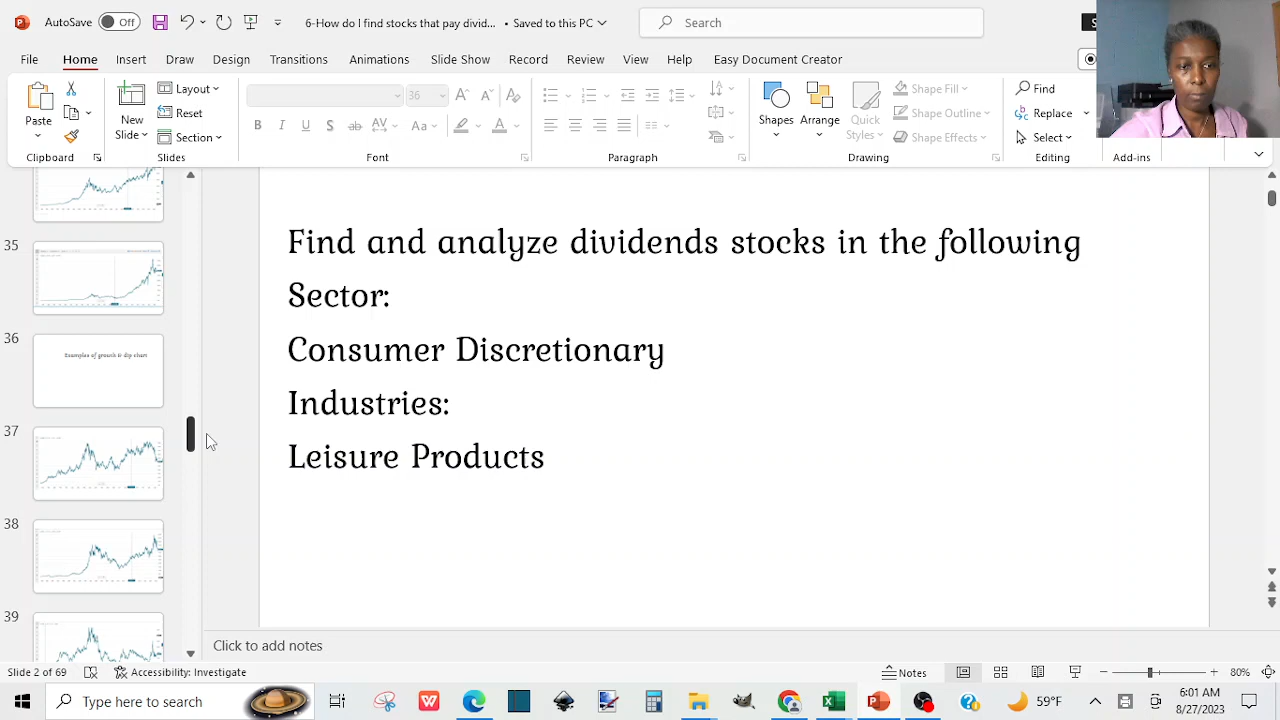 AutoSave Off 6-How do I find stocks that pay divid... • Saved to this PC Search
File Home Insert Draw Design Transitions Animations Slide Show Record Review View Help Easy Document Creator
Paste New Slide Layout Reset Section 36 Shapes Arrange Quick Styles Shape Fill Shape Outline Shape Effects Find Replace Select
Clipboard Slides Font Paragraph Drawing Editing Add-ins
35
36
Examples of growth & dip chart
37
38
39
Find and analyze dividends stocks in the following
Sector:
Consumer Discretionary
Industries:
Leisure Products
Click to add notes
Slide 2 of 69 Accessibility: Investigate Notes 80%
Type here to search 59°F 6:01 AM
8/27/2023